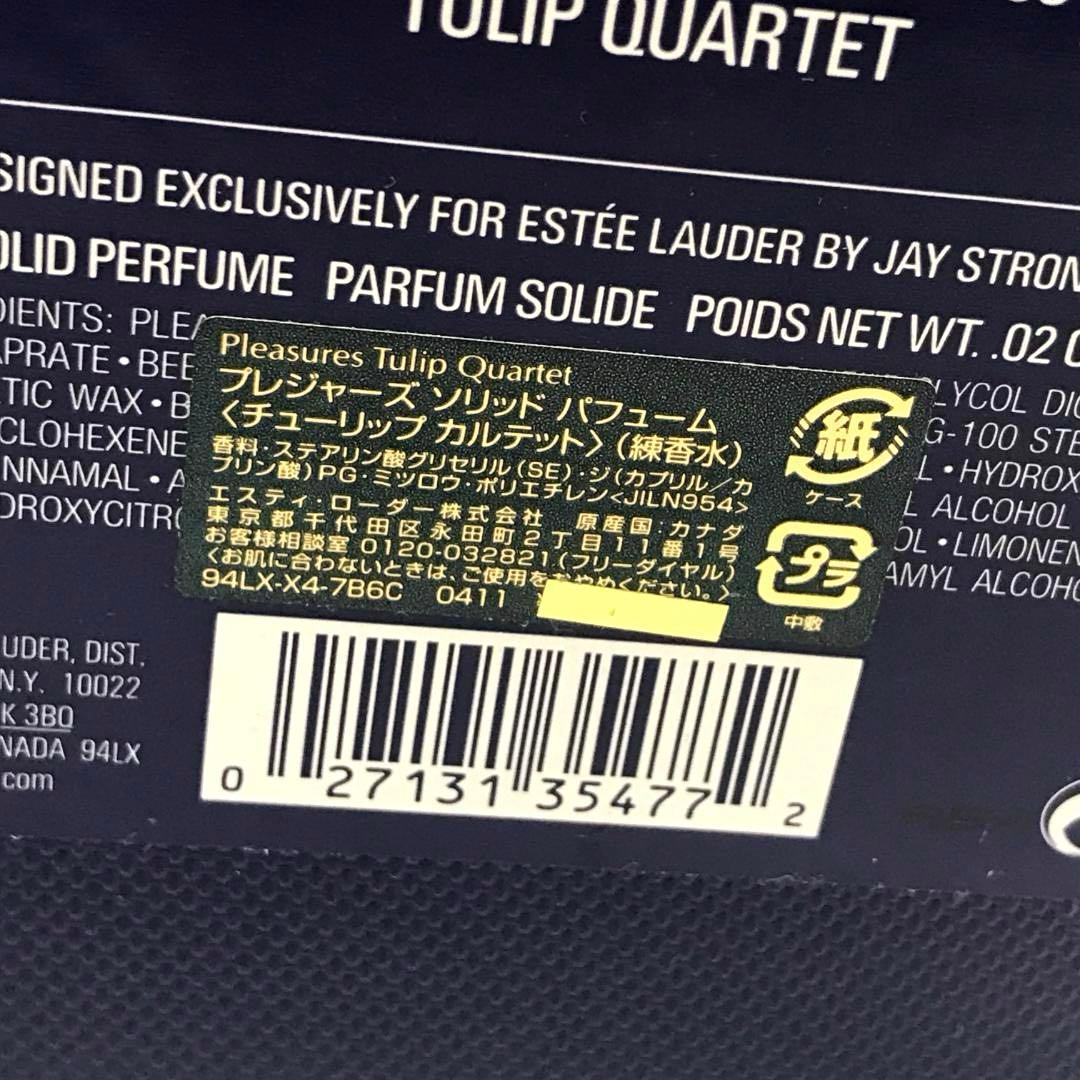 TULIP QUARTET
SIGNED EXCLUSIVELY FOR ESTÉE LAUDER BY JAY STRON
OLID PERFUME PARFUM SOLIDE POIDS NET WT. .02
DIENTS: PLEA
APRATE • BEE
TIC WAX • B
CLOHEXENE
NNAMAL • A
DROXYCITR
LYCOL DI
G-100 STE
L • HYDROX
L ALCOHOL
OL • LIMONEN
AMYL ALCOHO
Pleasures Tulip Quartet
プレジャーズ ソリッド パフューム
〈チューリップ カルテット〉(練香水)
香料・ステアリン酸グリセリル(SE)・ジ(カプリル/カ
プリン酸)PG・ミツロウ・ポリエチレン<JILN954>
エスティ・ローダー株式会社 原産国:カナダ
東京都千代田区永田町2丁目11番1号
お客様相談室 0120-032821(フリーダイヤル)
〈お肌に合わないときは、ご使用をおやめください。〉
94LX-X4-7B6C 0411
紙
ケース
プラ
中敷
UDER, DIST.
N.Y. 10022
K 3B0
NADA 94LX
com
0 27131 35477 2